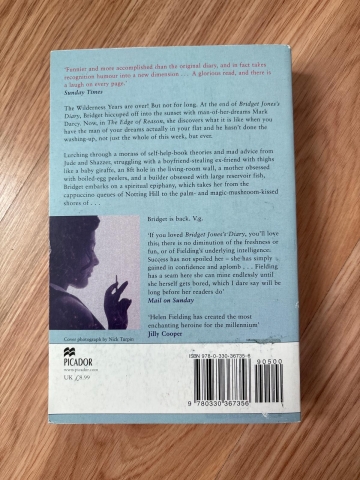 'Funnier and more accomplished than the original diary, and in fact takes
recognition humour into a new dimension . . . A glorious read, and there is
a laugh on every page.'
Sunday Times
The Wilderness Years are over! But not for long. At the end of Bridget Jones's
Diary, Bridget hiccuped off into the sunset with man-of-her-dreams Mark
Darcy. Now, in The Edge of Reason, she discovers what it is like when you
have the man of your dreams actually in your flat and he hasn't done the
washing-up, not just the whole of this week, but ever.
Lurching through a morass of self-help-book theories and mad advice from
Jude and Shazzer, struggling with a boyfriend-stealing ex-friend with thighs
like a baby giraffe, an 8ft hole in the living-room wall, a mother obsessed
with boiled-egg peelers, and a builder obsessed with large reservoir fish,
Bridget embarks on a spiritual epiphany, which takes her from the
cappuccino queues of Notting Hill to the palm- and magic-mushroom-kissed
shores of . . .
Bridget is back. V.g.
'If you loved Bridget Jones's Diary, you'll love
this; there is no diminution of the freshness of
fun, or of Fielding's underlying intelligence.
Success has not spoiled her – she has simply
gained in confidence and aplomb . . . Fielding
has a seam here she can mine endlessly until
she herself gets bored, which I dare say will be
long before her readers do'
Mail on Sunday
'Helen Fielding has created the most
enchanting heroine for the millennium'
Jilly Cooper
Cover photograph by Nick Turpin
PICADOR
www.picador.com
UK £8.99
ISBN 978-0-330-36735-6
90500
9 780330 367356